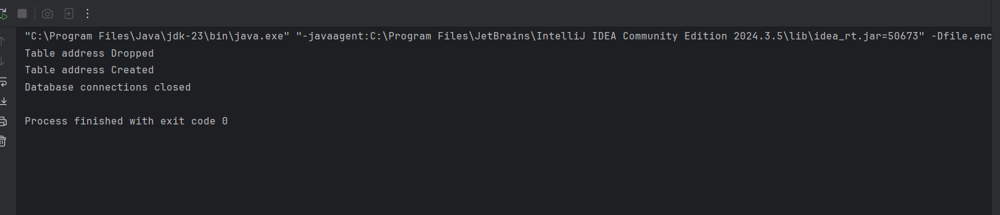 "C:\Program Files\Java\jdk-23\bin\java.exe" "-javaagent:C:\Program Files\JetBrains\IntelliJ IDEA Community Edition 2024.3.5\lib\idea_rt.jar=50673" -Dfile.enc
Table address Dropped
Table address Created
Database connections closed
Process finished with exit code 0